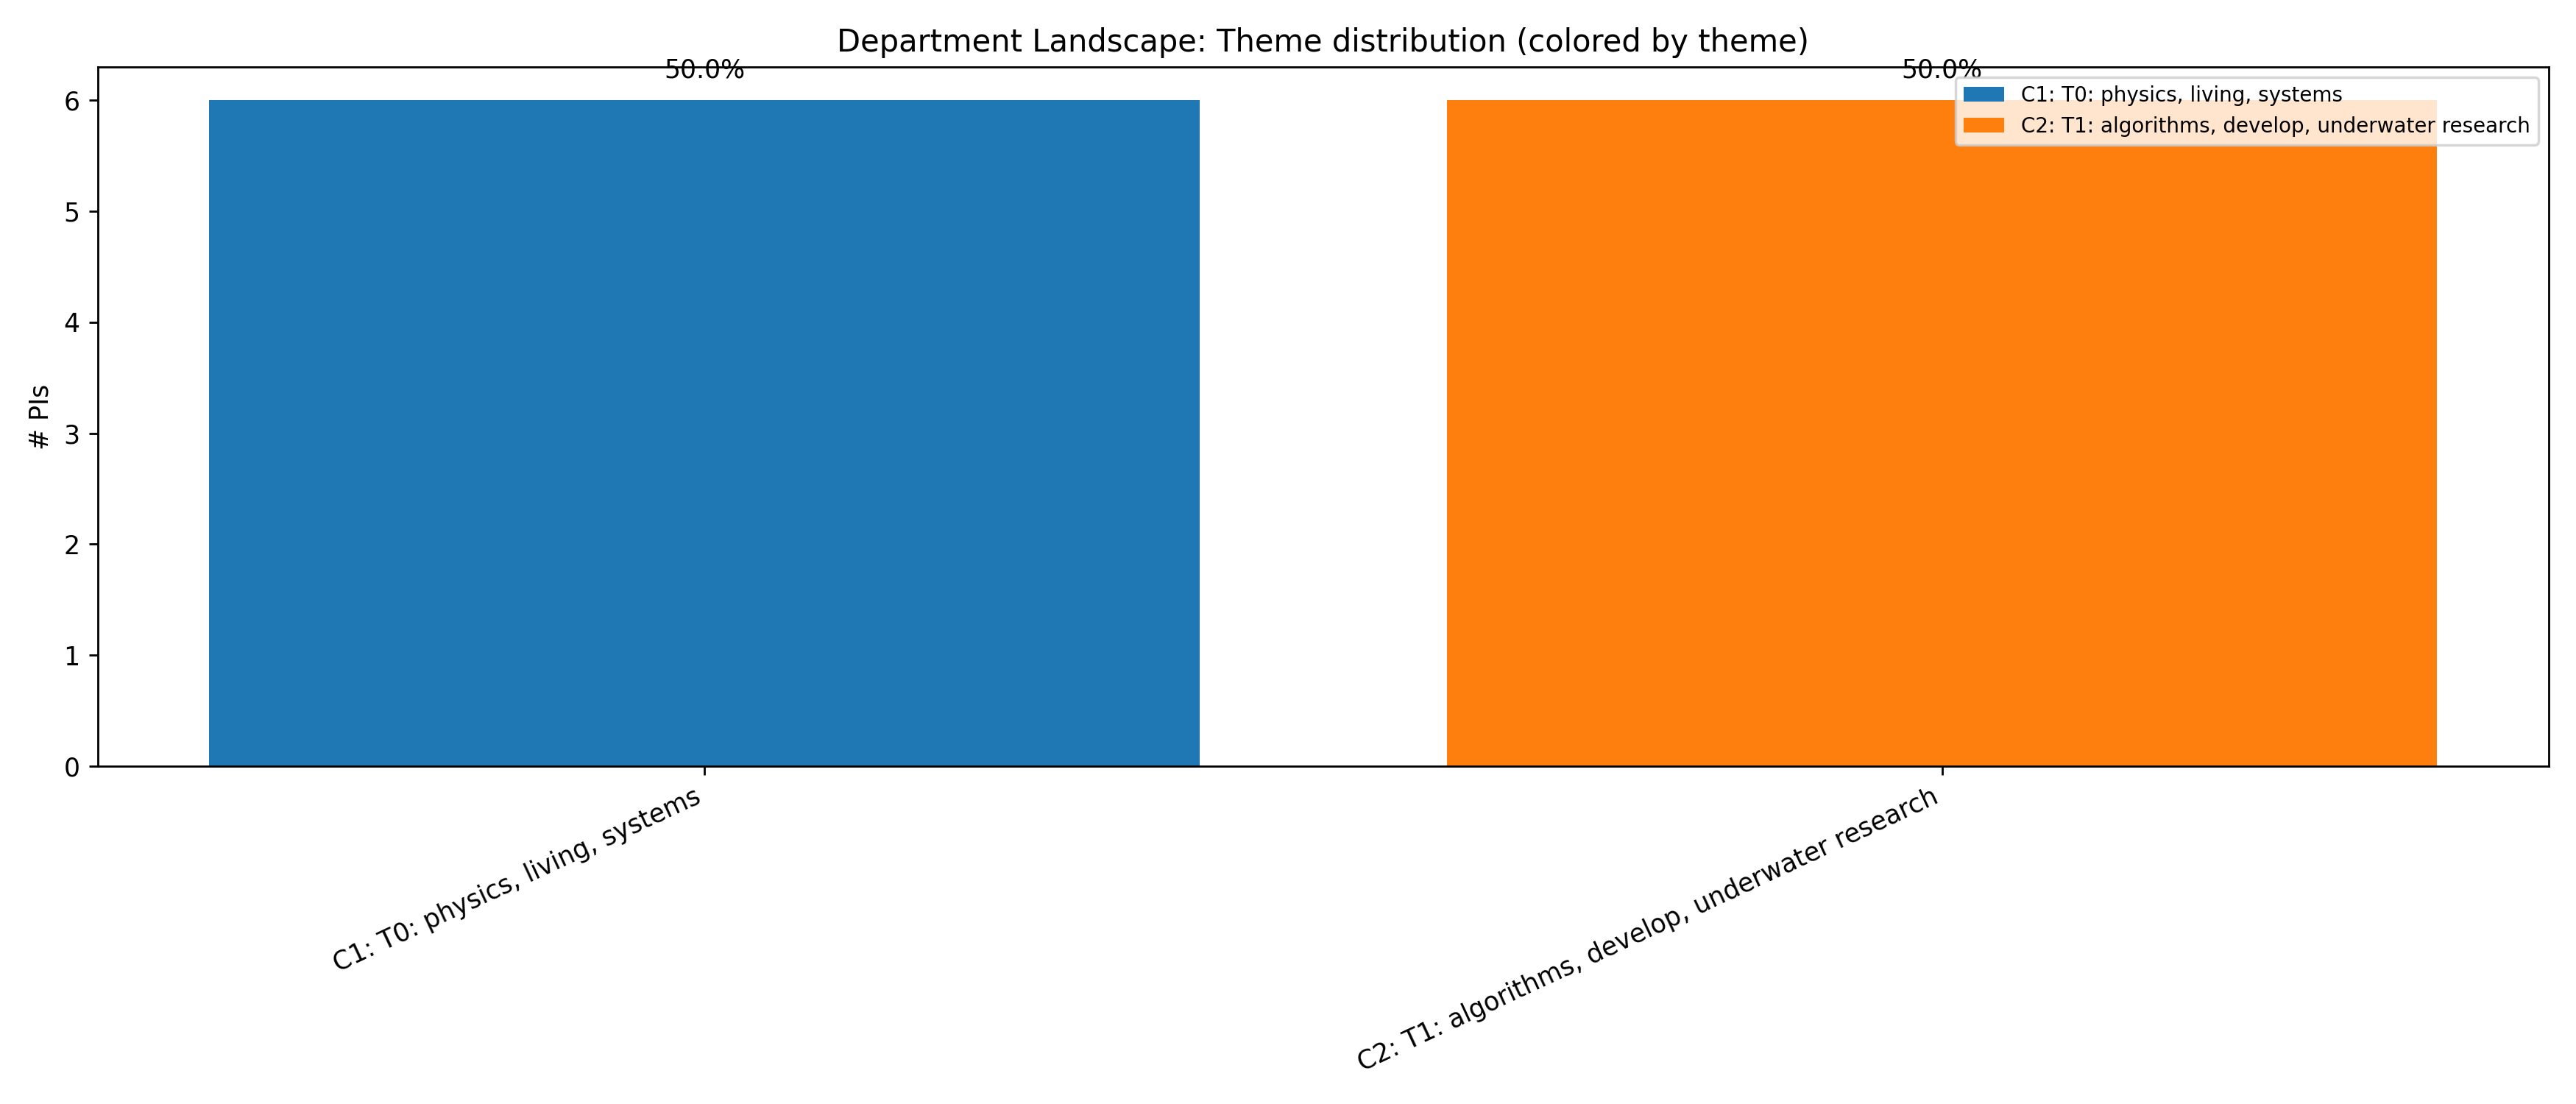 Department Landscape: Theme distribution (colored by theme)
50.0%
50.0%
C1: T0: physics, living, systems
C2: T1: algorithms, develop, underwater research
# PIs
6
5
4
3
2
1
0
C1: T0: physics, living, systems
C2: T1: algorithms, develop, underwater research